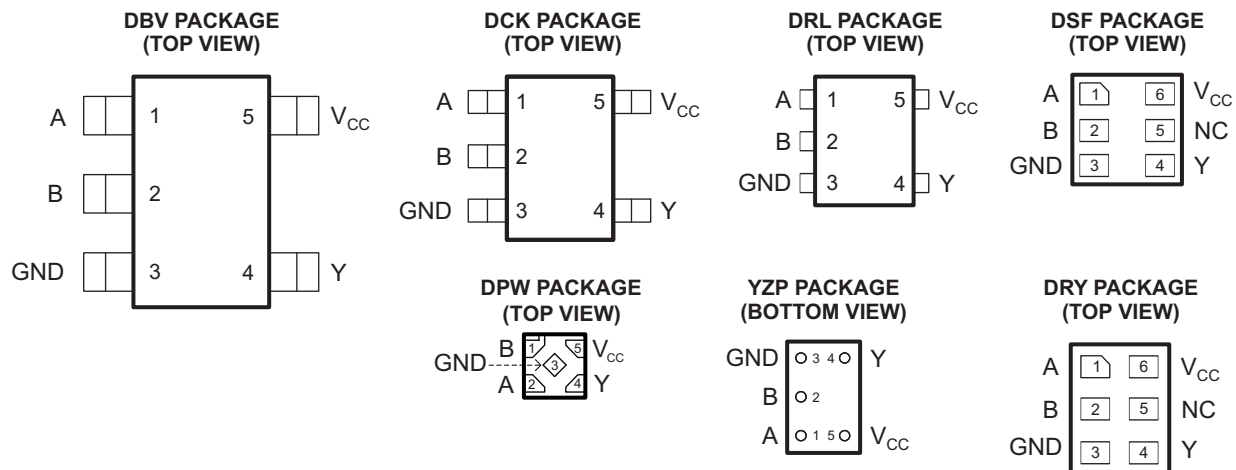 DBV PACKAGE
(TOP VIEW)
A 1 5 VCC
B 2
GND 3 4 Y
DCK PACKAGE
(TOP VIEW)
A 1 5 VCC
B 2
GND 3 4 Y
DRL PACKAGE
(TOP VIEW)
A 1 5 VCC
B 2
GND 3 4 Y
DSF PACKAGE
(TOP VIEW)
A 1 6 VCC
B 2 5 NC
GND 3 4 Y
DPW PACKAGE
(TOP VIEW)
B 1 5 VCC
GND 3
A 2 4 Y
YZP PACKAGE
(BOTTOM VIEW)
GND 3 4 Y
B 2
A 1 5 VCC
DRY PACKAGE
(TOP VIEW)
A 1 6 VCC
B 2 5 NC
GND 3 4 Y